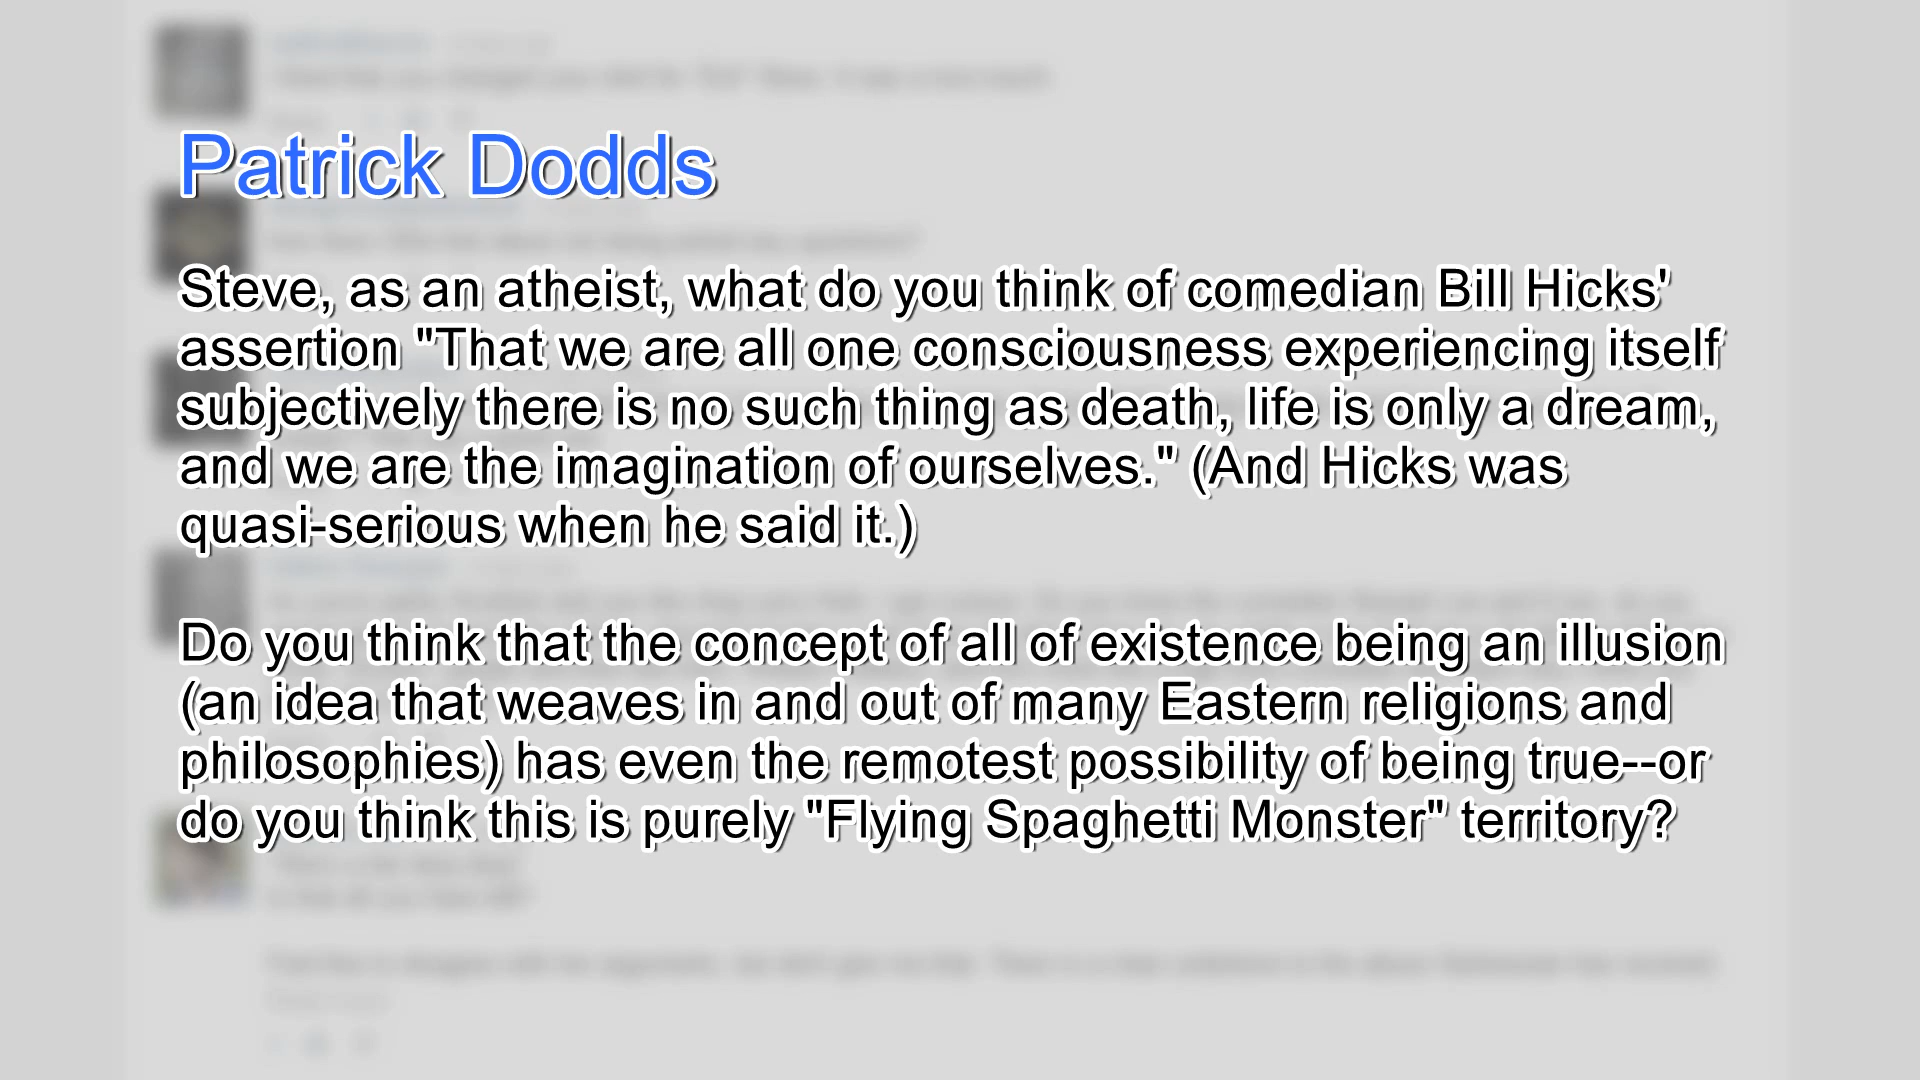 Patrick Dodds
Steve, as an atheist, what do you think of comedian Bill Hicks'
assertion "That we are all one consciousness experiencing itself
subjectively there is no such thing as death, life is only a dream,
and we are the imagination of ourselves." (And Hicks was
quasi-serious when he said it.)
Do you think that the concept of all of existence being an illusion
(an idea that weaves in and out of many Eastern religions and
philosophies) has even the remotest possibility of being true--or
do you think this is purely "Flying Spaghetti Monster" territory?